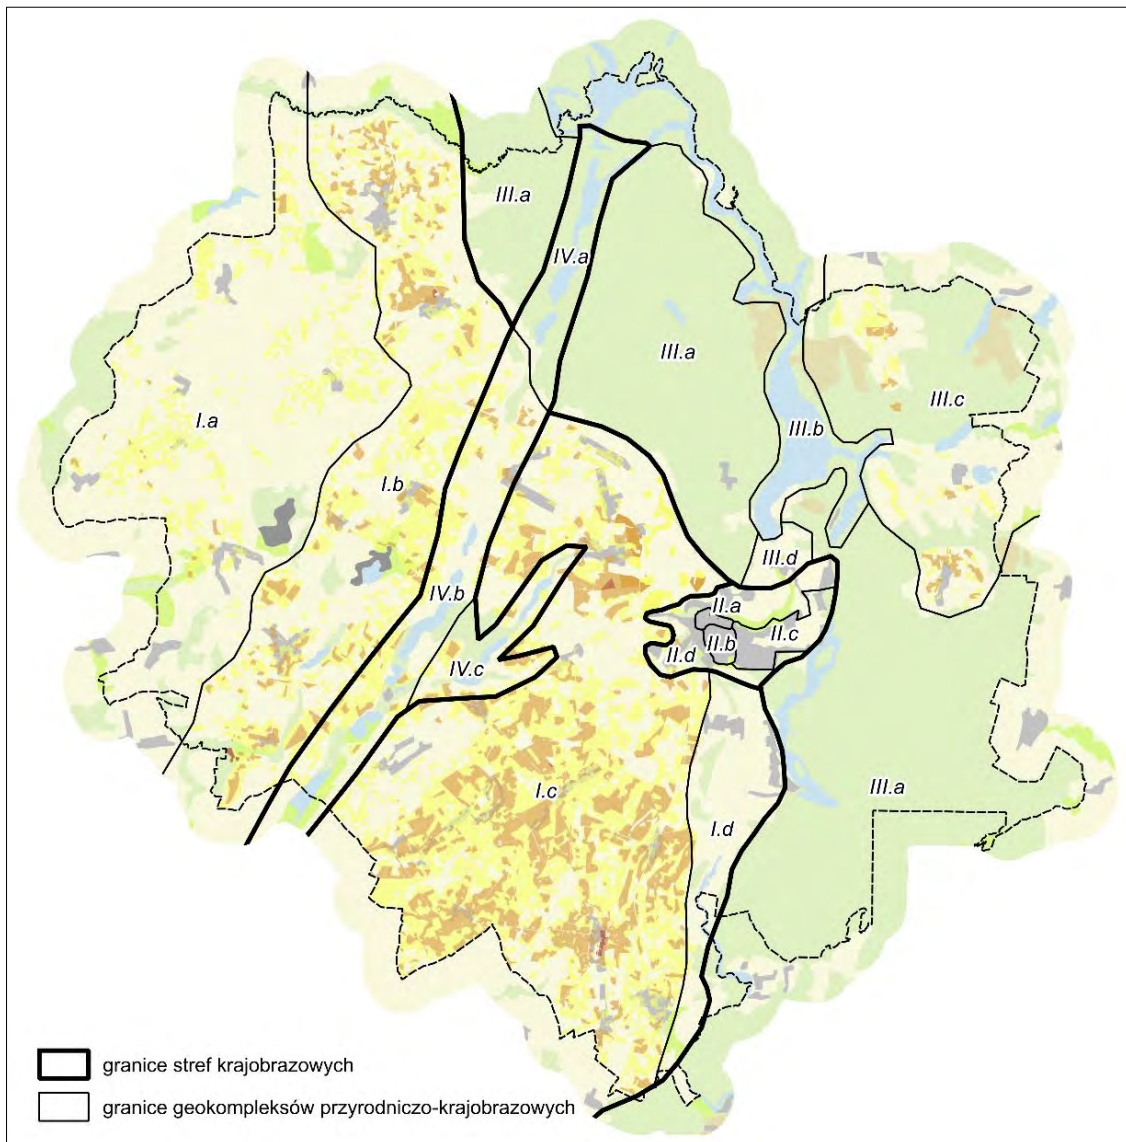 III.a
IV.a
III.a
III.c
I.a
III.b
I.b
III.d
IV.b
II.a
II.c
II.b
II.d
IV.c
I.c
III.a
I.d
granice stref krajobrazowych
granice geokompleksów przyrodniczo-krajobrazowych